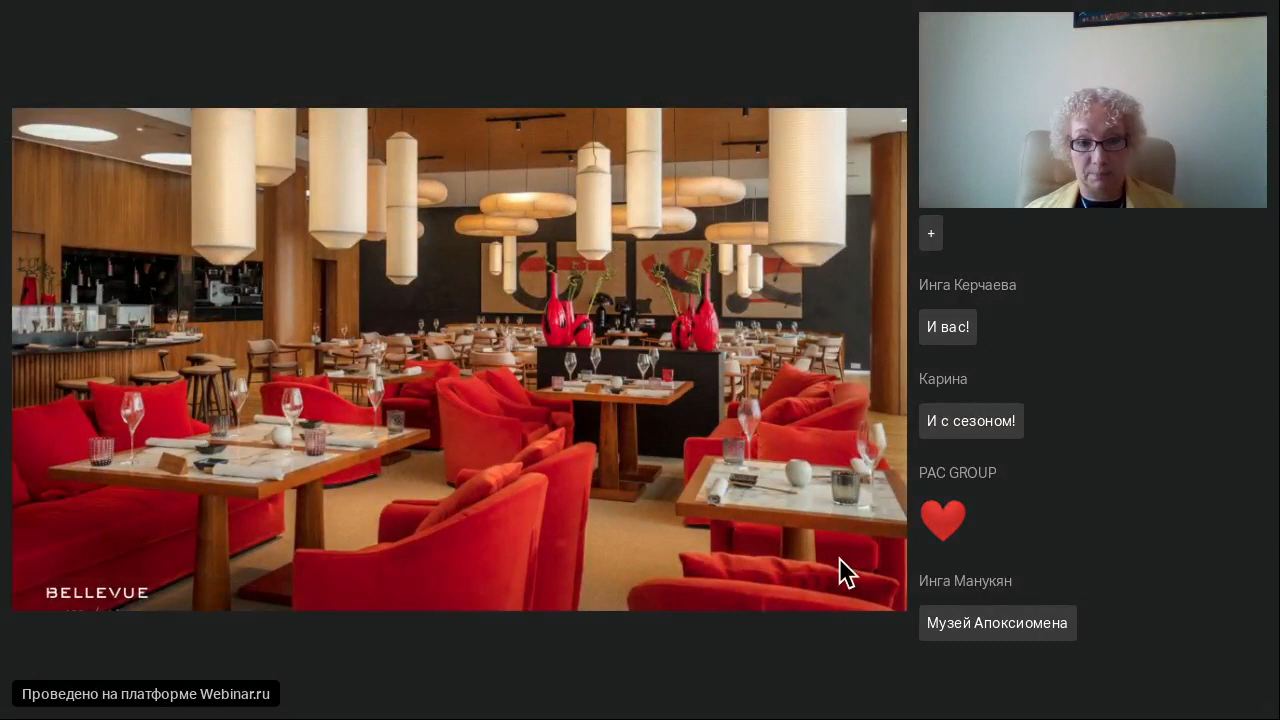 BELLEVUE
+
Инга Керчаева
И вас!
Карина
И с сезоном!
PAC GROUP
Инга Манукян
Музей Апоксиомена
Проведено на платформе Webinar.ru